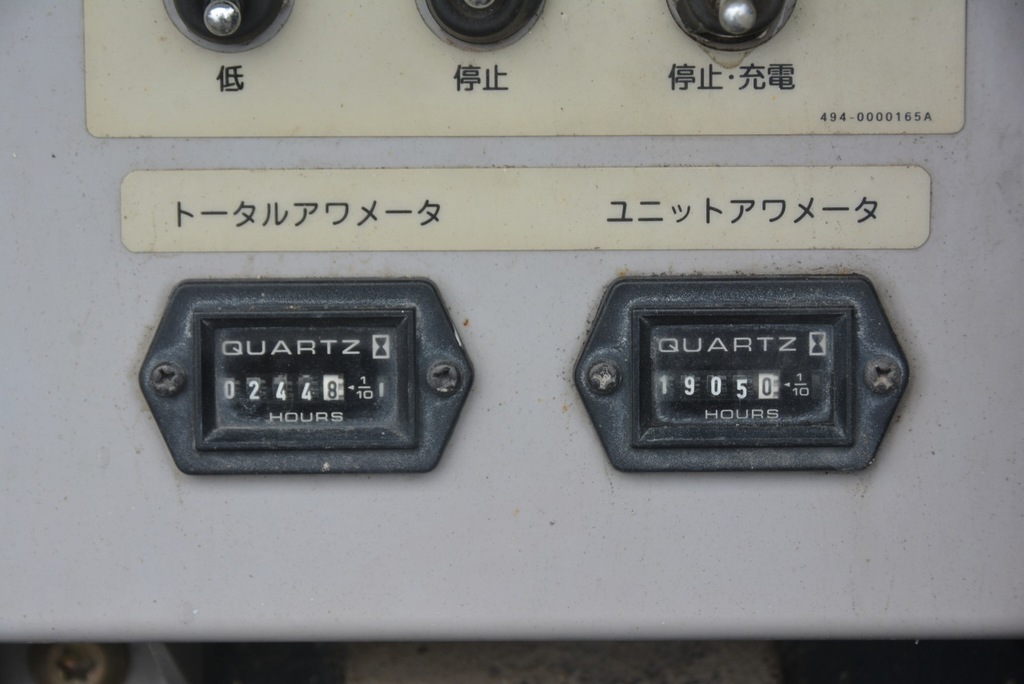 低 停止 停止・充電
494-0000165A
トータルアワメータ ユニットアワメータ
QUARTZ
02448 1/10
HOURS
QUARTZ
19050 1/10
HOURS